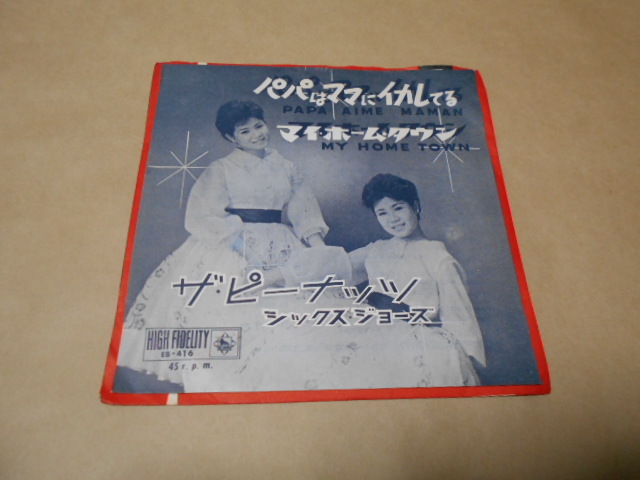 パパはママにイカレてる
PAPA AIME MAMAN
マイ・ホーム・タウン
MY HOME TOWN
ザ・ピーナッツ
シックス・ジョーズ
HIGH FIDELITY
EB-416
45 r. p. m.